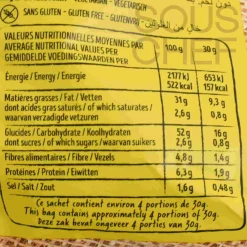 SANS GLUTEN - GLUTEN FREE - GLUTENVRIJ
VALEURS NUTRITIONNELLES MOYENNES PAR
AVERAGE NUTRITIONAL VALUES PER 100 g 30 g
GEMIDDELDE VOEDINGSWAARDEN PER
Énergie / Energy / Energie 2177 kJ 653 kJ
522 kcal 157 kcal
Matières grasses / Fat / Vetten 31g 9,3g
dont acides gras saturés / of which saturates / 2,6g 0,8g
waarvan verzadigde vetzuren
Glucides / Carbohydrate / Koolhydraten 52g 16g
dont sucres / of which sugars / waarvan suikers 2,6g 0,8g
Fibres alimentaires / Fibre / Vezels 4,8g 1,4g
Protéines / Protein / Eiwitten 6,3g 1,9g
Sel / Salt / Zout 1,6g 0,48g
Ce sachet contient environ 4 portions de 30g.
This bag contains approximately 4 portions of 30g.
Deze zak bevat ongeveer 4 porties van 30g.